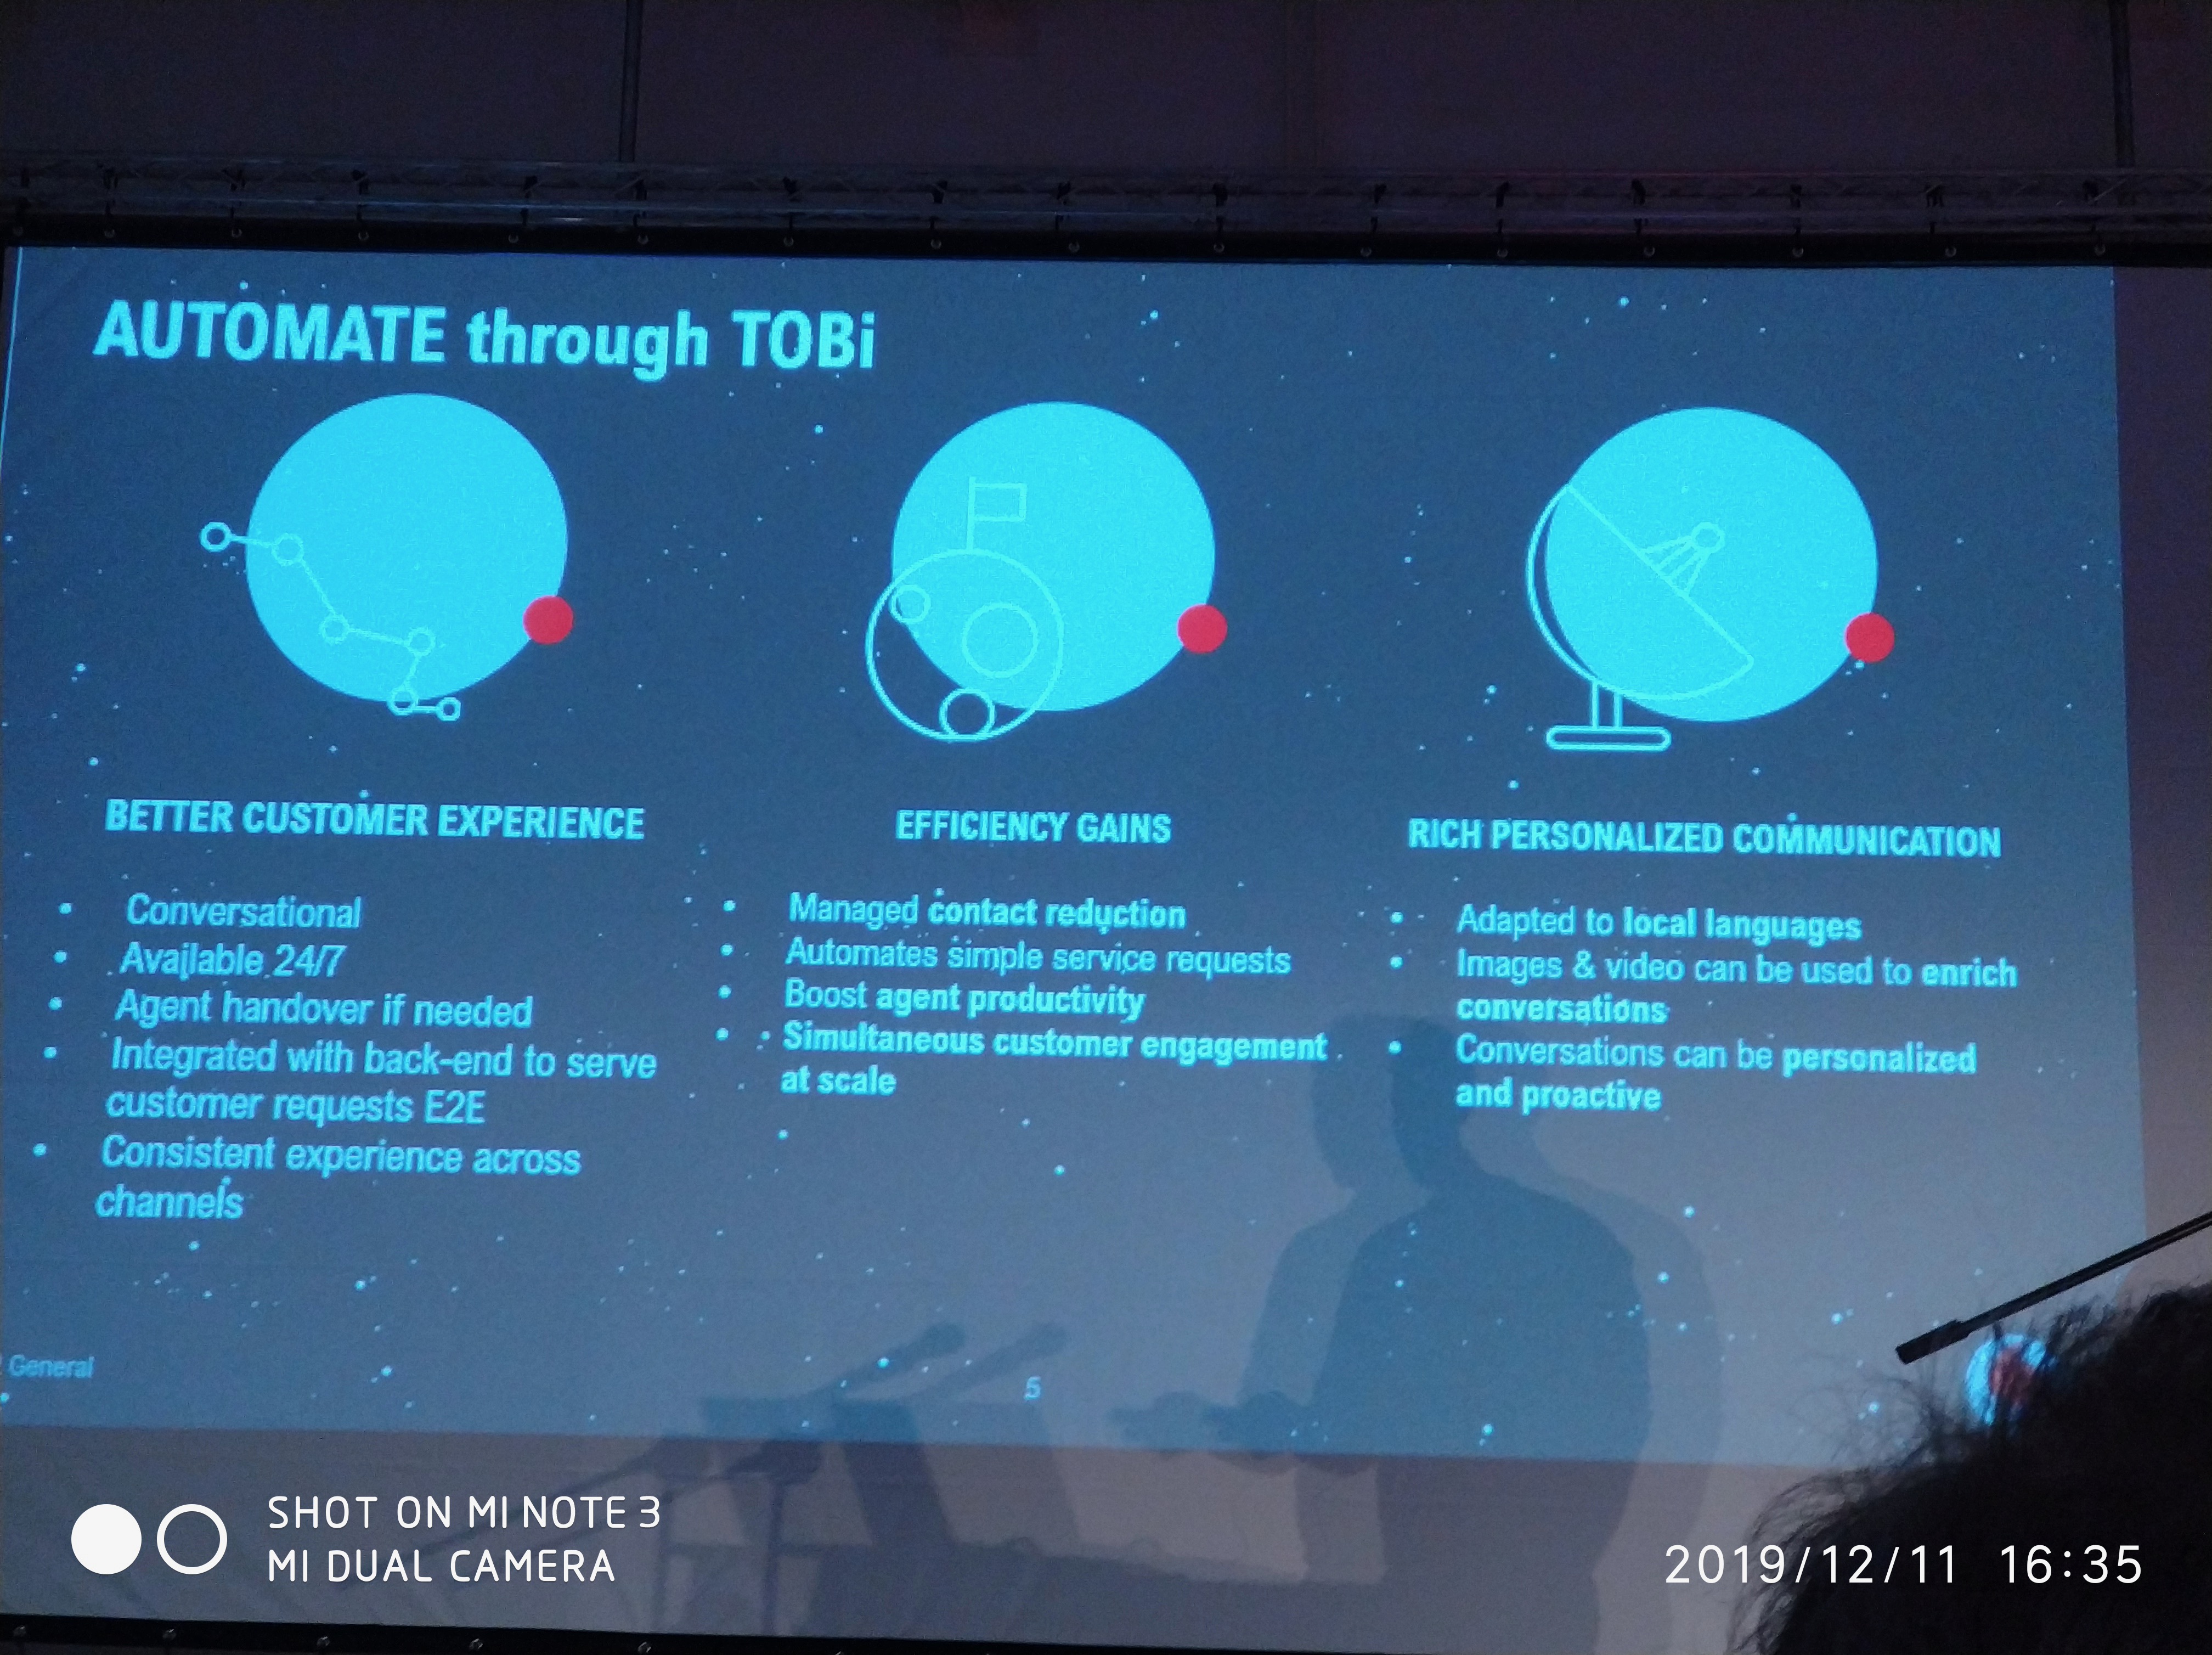 AUTOMATE through TOBi
BETTER CUSTOMER EXPERIENCE
• Conversational
• Available 24/7
• Agent handover if needed
• Integrated with back-end to serve
customer requests E2E
• Consistent experience across
channels
EFFICIENCY GAINS
• Managed contact reduction
• Automates simple service requests
• Boost agent productivity
• Simultaneous customer engagement
at scale
RICH PERSONALIZED COMMUNICATION
• Adapted to local languages
• Images & video can be used to enrich
conversations
• Conversations can be personalized
and proactive
General
5
SHOT ON MI NOTE 3
MI DUAL CAMERA
2019/12/11 16:35